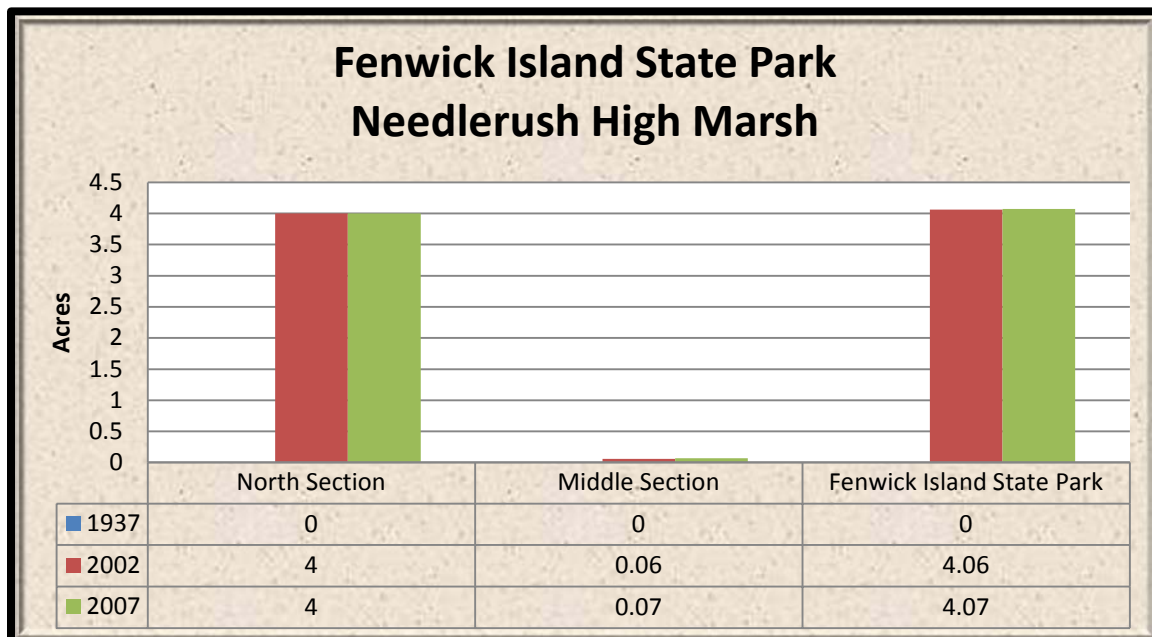 Fenwick Island State Park
Needlerush High Marsh
Acres
4.5
4
3.5
3
2.5
2
1.5
1
0.5
0
North Section Middle Section Fenwick Island State Park
1937 0 0 0
2002 4 0.06 4.06
2007 4 0.07 4.07